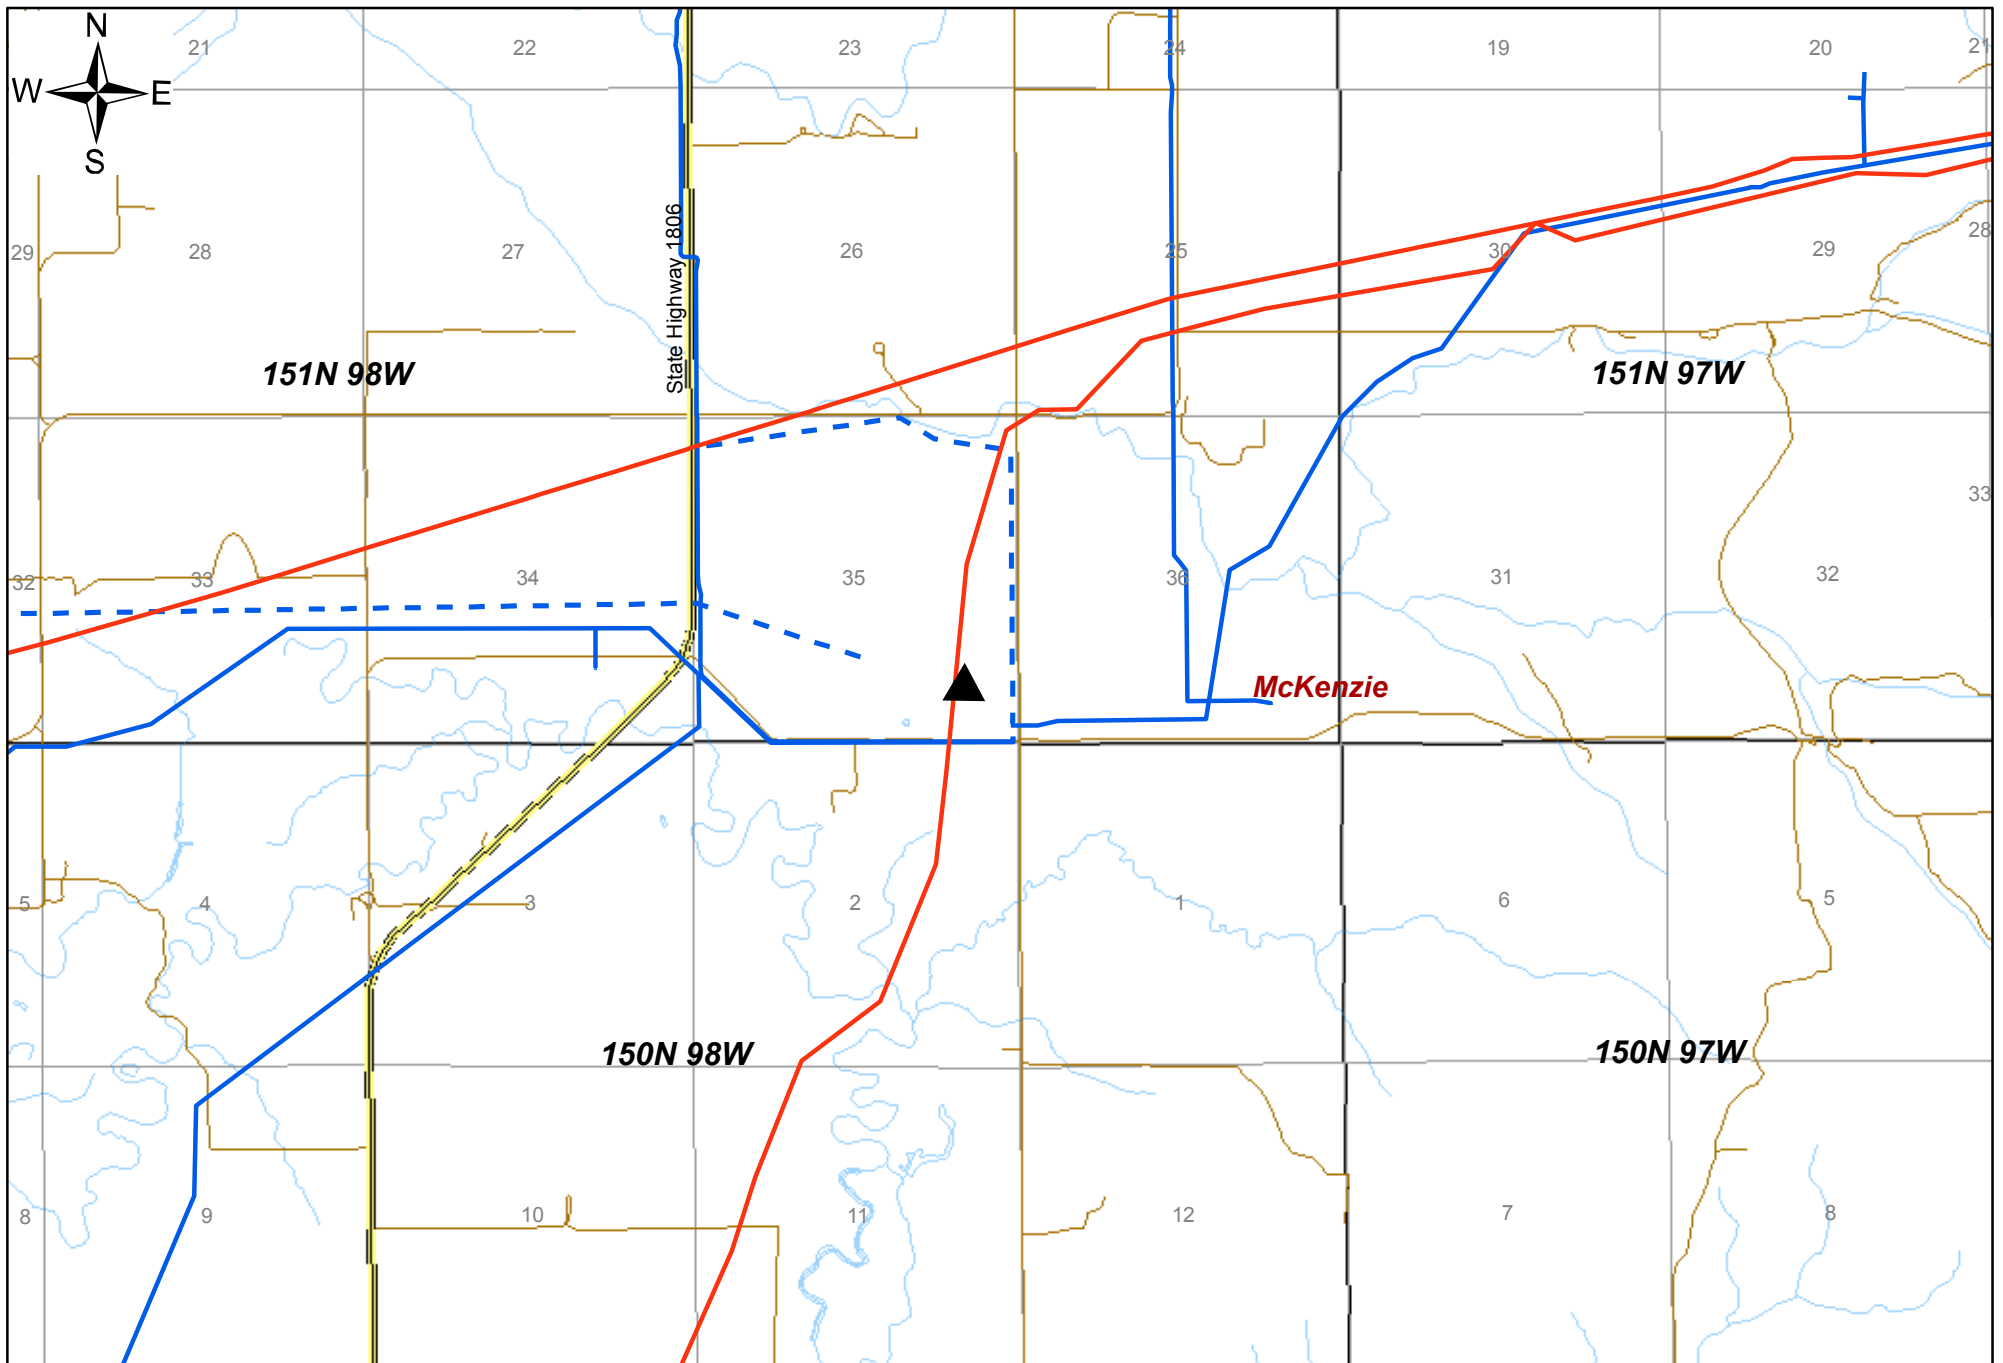 N
W E
S
21 22 23 24 19 20 21
29 28 27 State Highway 1806 26 25 30 29 28
151N 98W 151N 97W
32 33 34 35 36 31 32 33
McKenzie
5 4 3 2 1 6 5
150N 98W 150N 97W
8 9 10 11 12 7 8